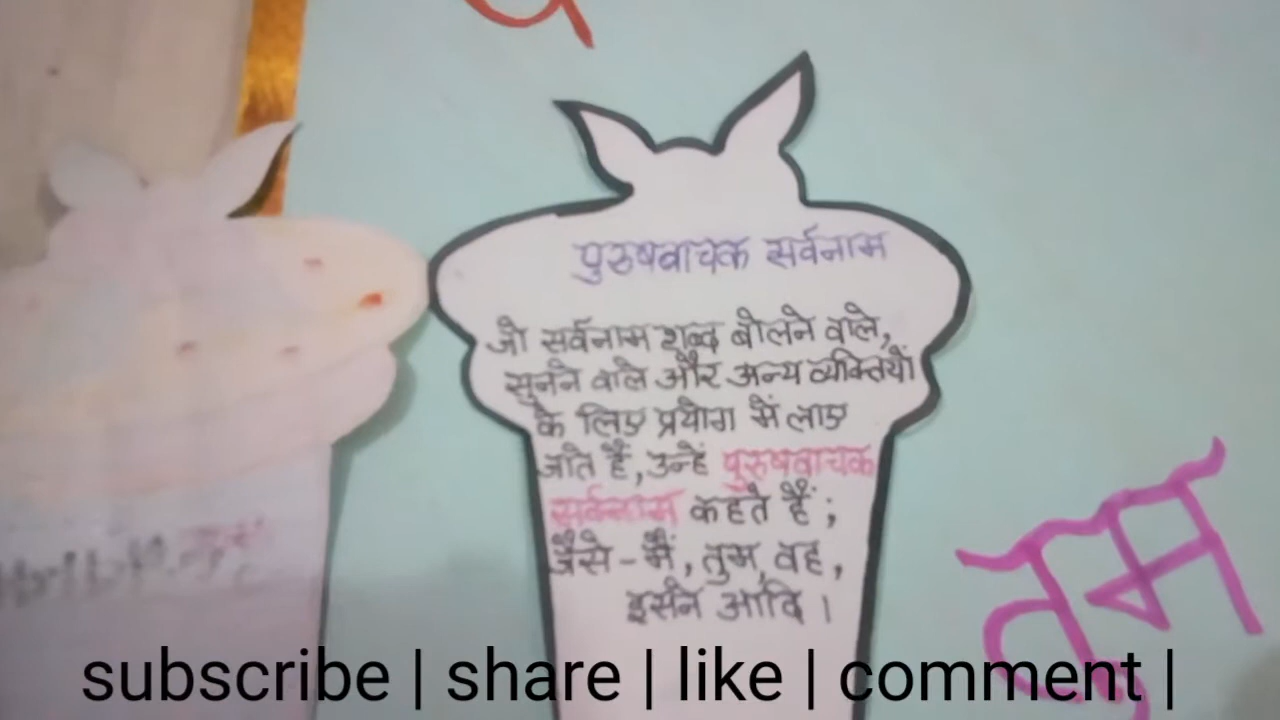 पुरुषवाचक सर्वनाम
जो सर्वनाम शब्द बोलने वाले,
सुनने वाले और अन्य व्यक्तियों
के लिए प्रयोग में लाए
जाते हैं, उन्हें पुरुषवाचक
सर्वनाम कहते हैं ;
जैसे - मैं, तुम, वह,
इसने आदि ।
तुम
subscribe | share | like | comment |